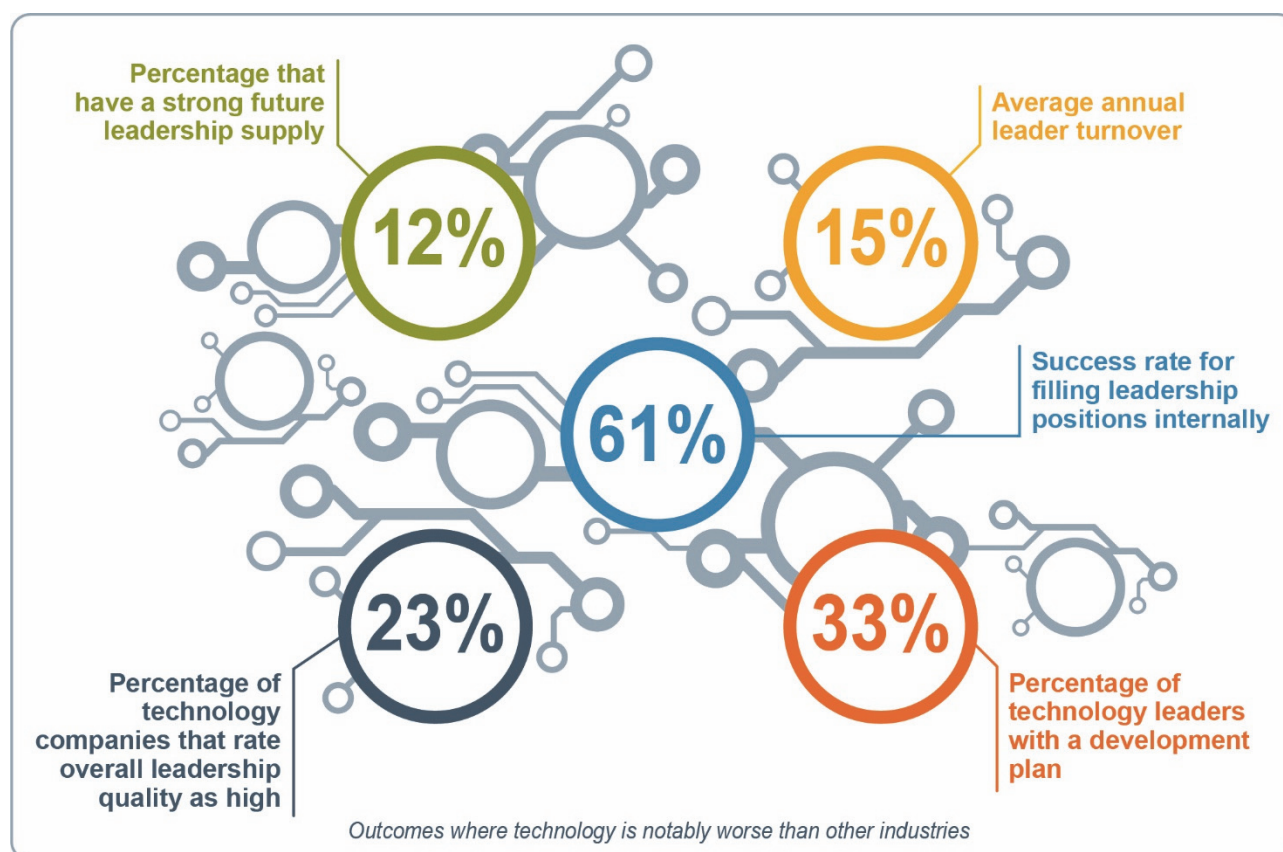 Percentage that
have a strong future
leadership supply
12%
Average annual
leader turnover
15%
Success rate for
filling leadership
positions internally
61%
23%
Percentage of
technology
companies that rate
overall leadership
quality as high
33%
Percentage of
technology leaders
with a development
plan
Outcomes where technology is notably worse than other industries